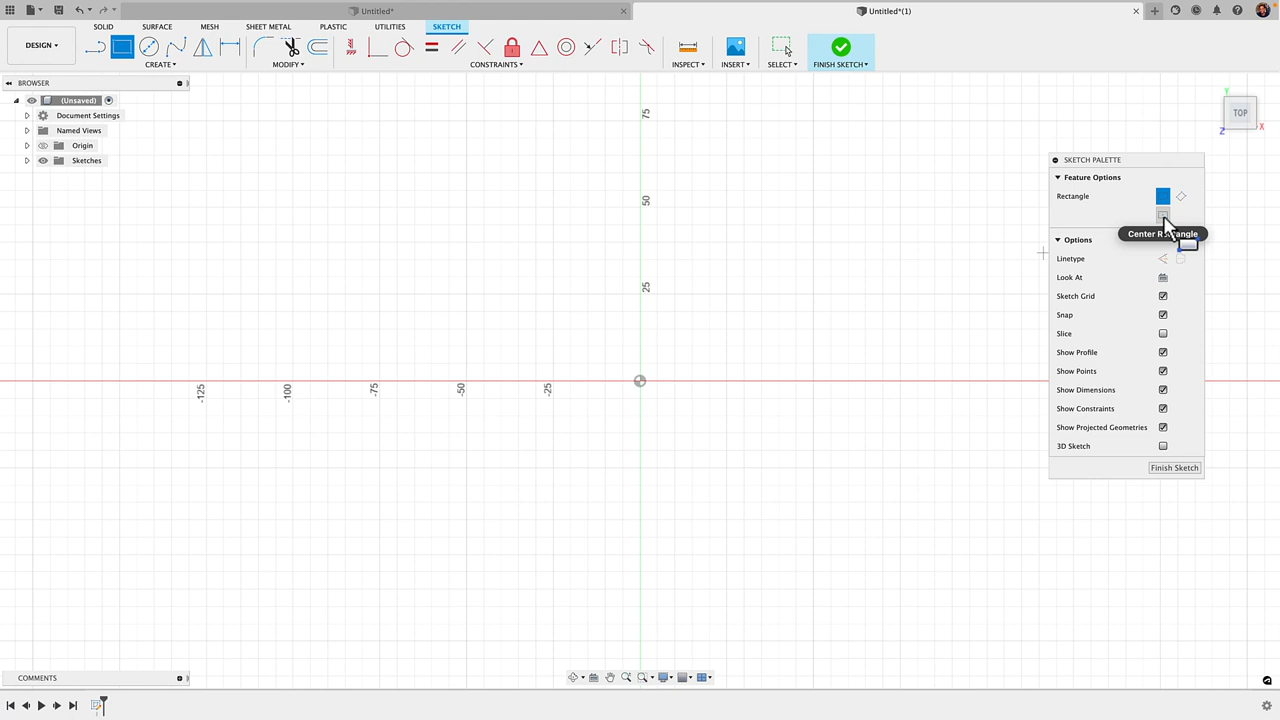 Untitled*
Untitled*(1)
DESIGN
SOLID
SURFACE
MESH
SHEET METAL
PLASTIC
UTILITIES
SKETCH
CREATE
MODIFY
CONSTRAINTS
INSPECT
INSERT
SELECT
FINISH SKETCH
BROWSER
(Unsaved)
Document Settings
Named Views
Origin
Sketches
75
50
25
-125
-100
-75
-50
-25
TOP
Y
Z
X
SKETCH PALETTE
Feature Options
Rectangle
Center Rectangle
Options
Linetype
Look At
Sketch Grid
Snap
Slice
Show Profile
Show Points
Show Dimensions
Show Constraints
Show Projected Geometries
3D Sketch
Finish Sketch
COMMENTS